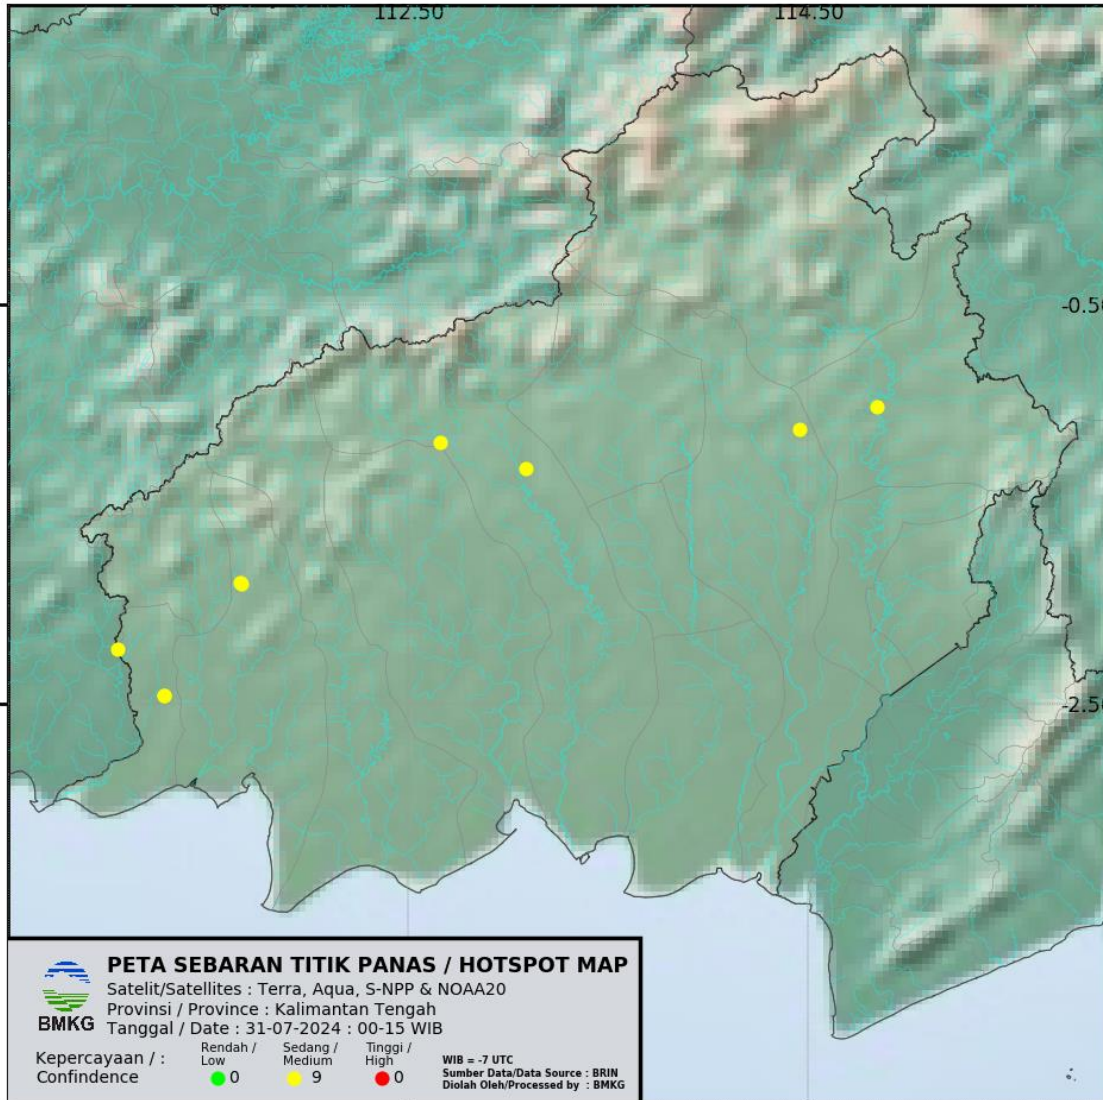 112.50 114.50
-0.50
-2.50
PETA SEBARAN TITIK PANAS / HOTSPOT MAP
Satelit/Satellites : Terra, Aqua, S-NPP & NOAA20
Provinsi / Province : Kalimantan Tengah
Tanggal / Date : 31-07-2024 : 00-15 WIB
BMKG
Kepercayaan / :
Confindence
Rendah /
Low
0
Sedang /
Medium
9
Tinggi /
High
0
WIB = -7 UTC
Sumber Data/Data Source : BRIN
Diolah Oleh/Processed by : BMKG